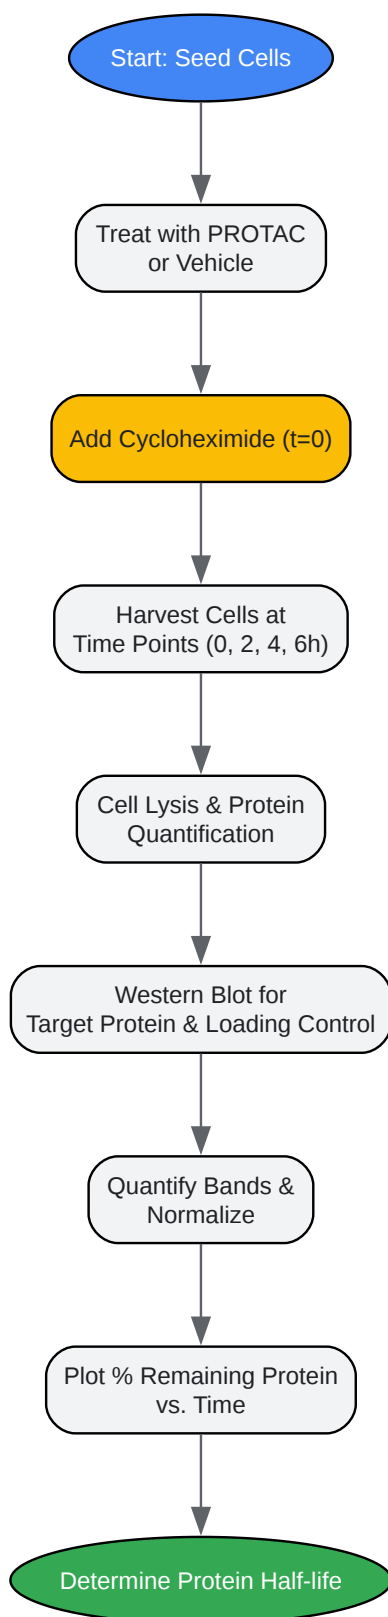 Start: Seed Cells
Treat with PROTAC
or Vehicle
Add Cycloheximide (t=0)
Harvest Cells at
Time Points (0, 2, 4, 6h)
Cell Lysis & Protein
Quantification
Western Blot for
Target Protein & Loading Control
Quantify Bands &
Normalize
Plot % Remaining Protein
vs. Time
Determine Protein Half-life